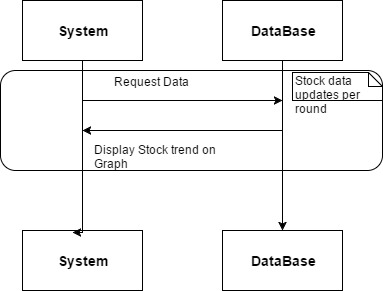 System
DataBase
Request Data
Stock data
updates per
round
Display Stock trend on
Graph
System
DataBase